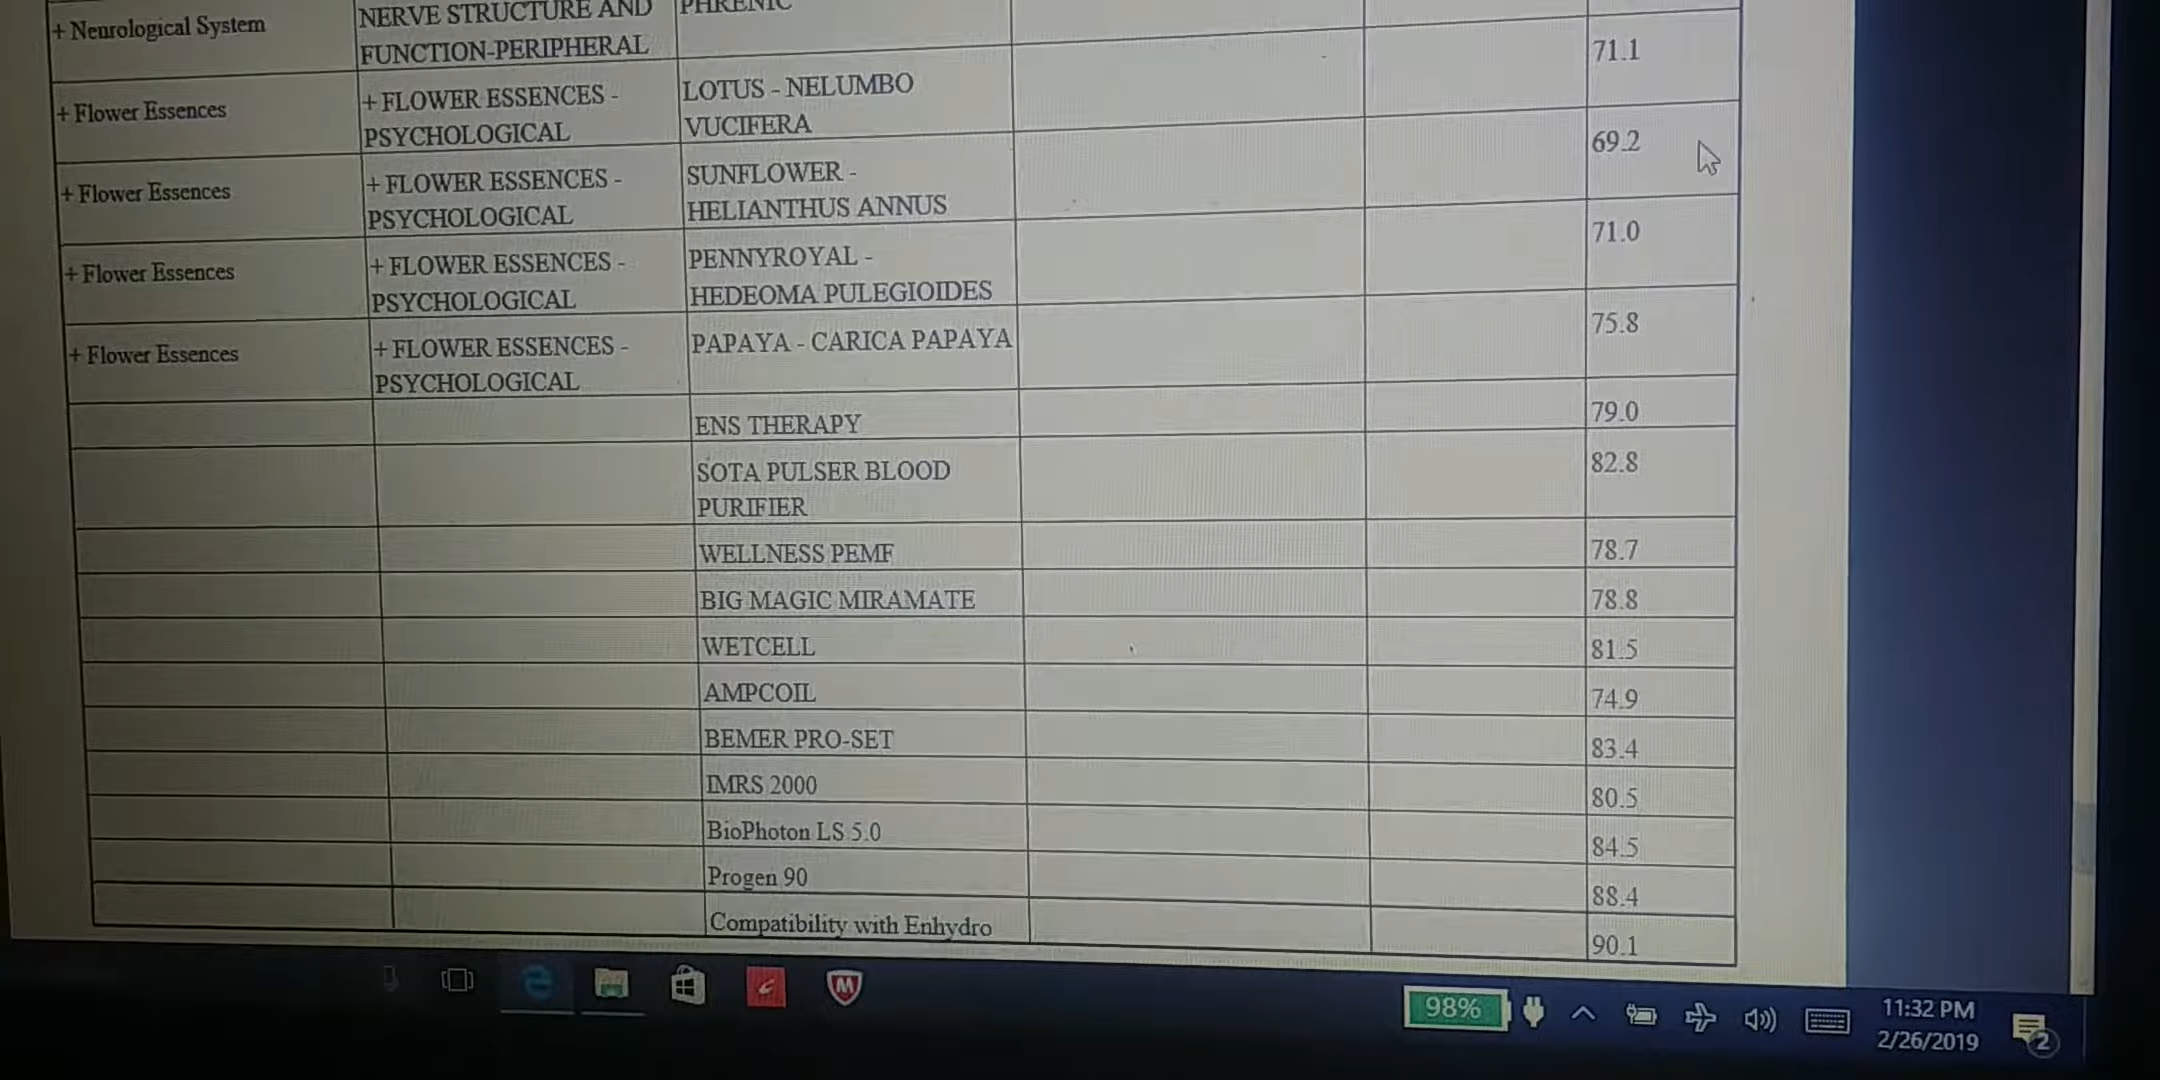 + Neurological System
NERVE STRUCTURE AND
FUNCTION-PERIPHERAL
PHRENIC
71.1
+ Flower Essences
+ FLOWER ESSENCES -
PSYCHOLOGICAL
LOTUS - NELUMBO
VUCIFERA
69.2
+ Flower Essences
+ FLOWER ESSENCES -
PSYCHOLOGICAL
SUNFLOWER -
HELIANTHUS ANNUS
71.0
+ Flower Essences
+ FLOWER ESSENCES -
PSYCHOLOGICAL
PENNYROYAL -
HEDEOMA PULEGIOIDES
75.8
+ Flower Essences
+ FLOWER ESSENCES -
PSYCHOLOGICAL
PAPAYA - CARICA PAPAYA
ENS THERAPY
79.0
SOTA PULSER BLOOD
PURIFIER
82.8
WELLNESS PEMF
78.7
BIG MAGIC MIRAMATE
78.8
WETCELL
81.5
AMPCOIL
74.9
BEMER PRO-SET
83.4
IMRS 2000
80.5
BioPhoton LS 5.0
84.5
Progen 90
88.4
Compatibility with Enhydro
90.1
98%
11:32 PM
2/26/2019
2